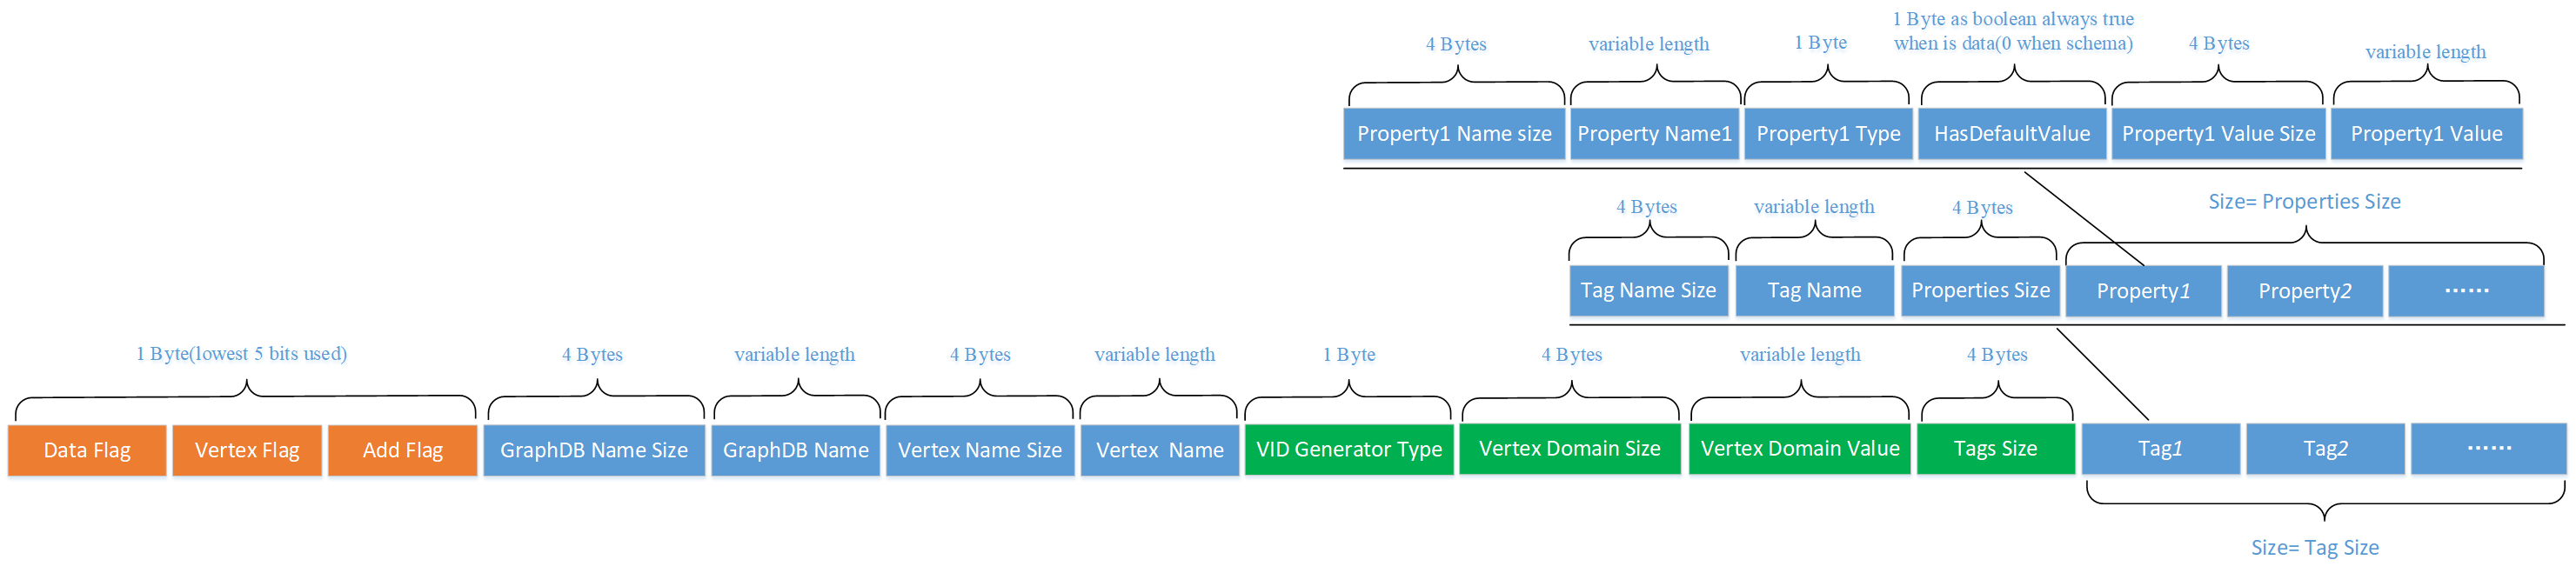 1 Byte as boolean always true
when is data(0 when schema)
4 Bytes
variable length
1 Byte
4 Bytes
variable length
Property1 Name size
Property Name1
Property1 Type
HasDefaultValue
Property1 Value Size
Property1 Value
Size= Properties Size
4 Bytes
variable length
4 Bytes
Tag Name Size
Tag Name
Properties Size
Property1
Property2
......
1 Byte(lowest 5 bits used)
4 Bytes
variable length
4 Bytes
variable length
1 Byte
4 Bytes
variable length
4 Bytes
Data Flag
Vertex Flag
Add Flag
GraphDB Name Size
GraphDB Name
Vertex Name Size
Vertex  Name
VID Generator Type
Vertex Domain Size
Vertex Domain Value
Tags Size
Tag1
Tag2
......
Size= Tag Size